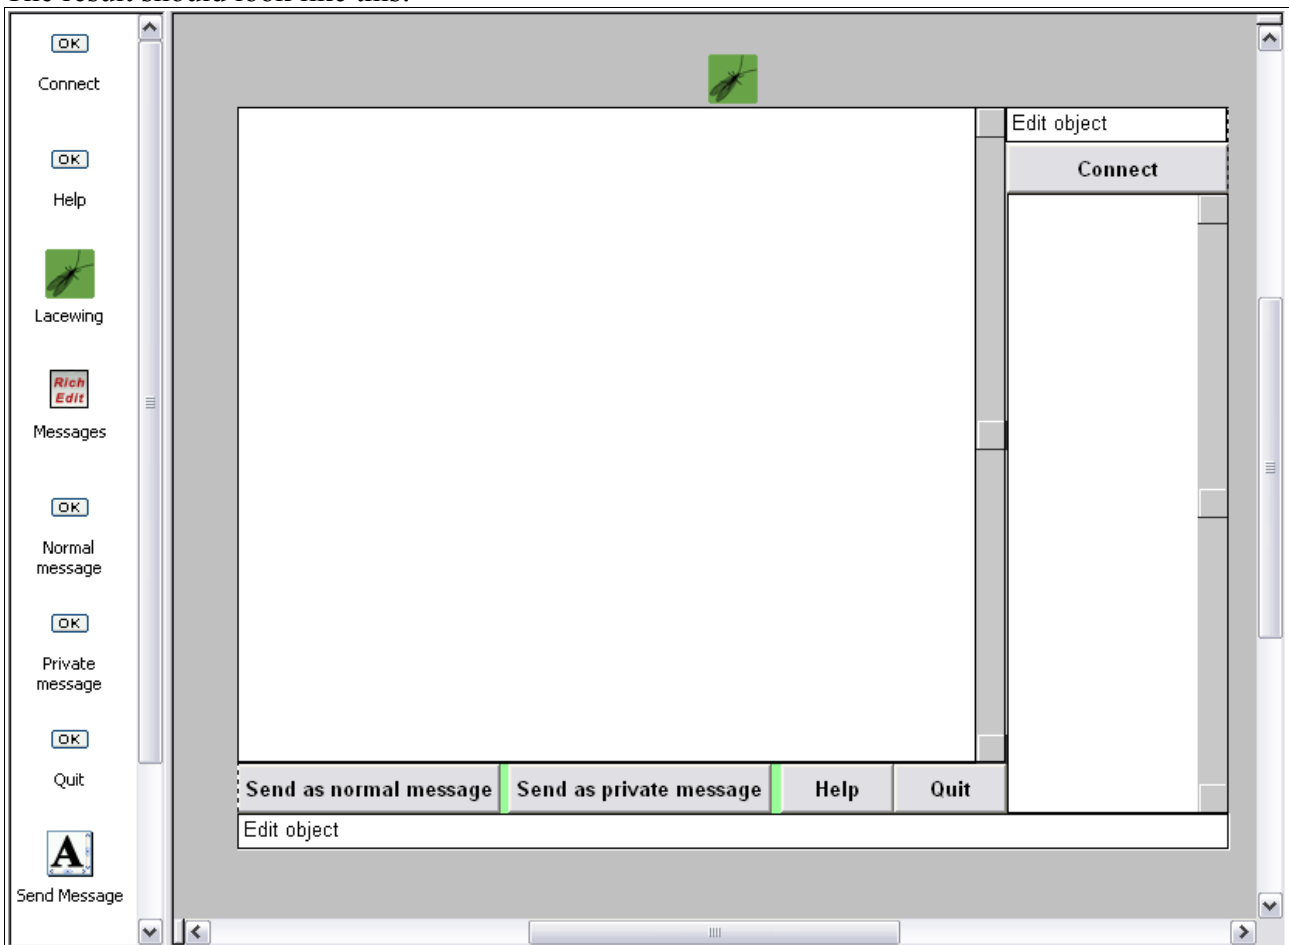 The result should look like this:
OK
Connect
OK
Help
Lacewing
Rich
Edit
Messages
OK
Normal
message
OK
Private
message
OK
Quit
A
Send Message
Edit object
Connect
Send as normal message
Send as private message
Help
Quit
Edit object